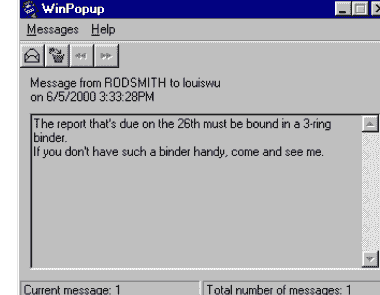 WinPopup
Messages Help
Message from RODSMITH to louiswu
on 6/5/2000 3:33:28PM
The report that's due on the 26th must be bound in a 3-ring
binder.
If you don't have such a binder handy, come and see me.
Current message: 1 Total number of messages: 1